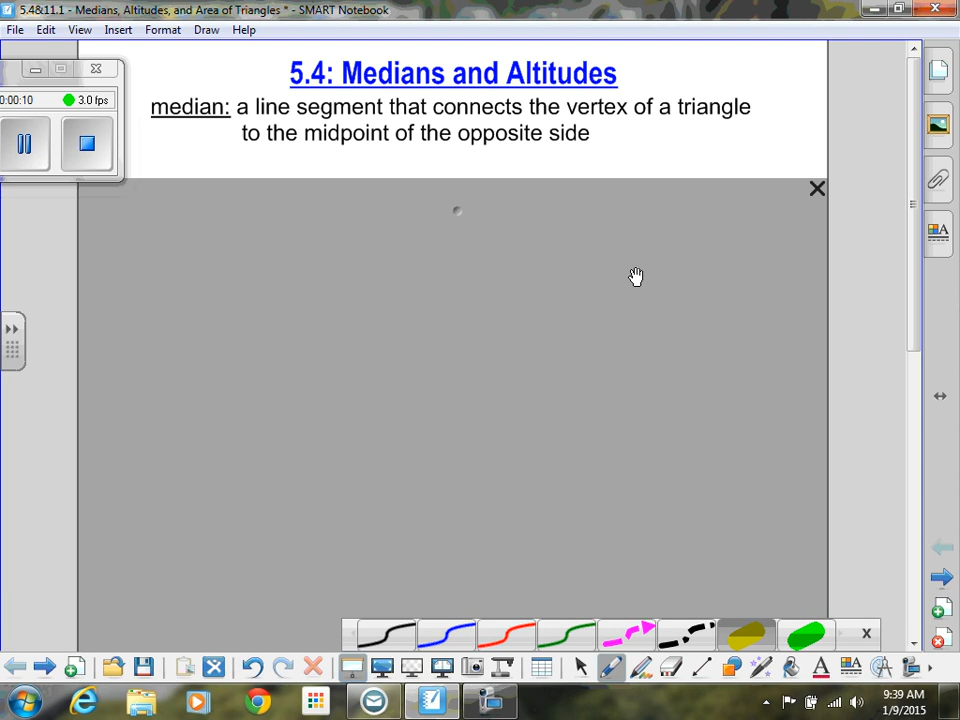 5.4&11.1 - Medians, Altitudes, and Area of Triangles * - SMART Notebook
File Edit View Insert Format Draw Help
0:00:10 3.0 fps
5.4: Medians and Altitudes
median: a line segment that connects the vertex of a triangle
to the midpoint of the opposite side
9:39 AM
1/9/2015